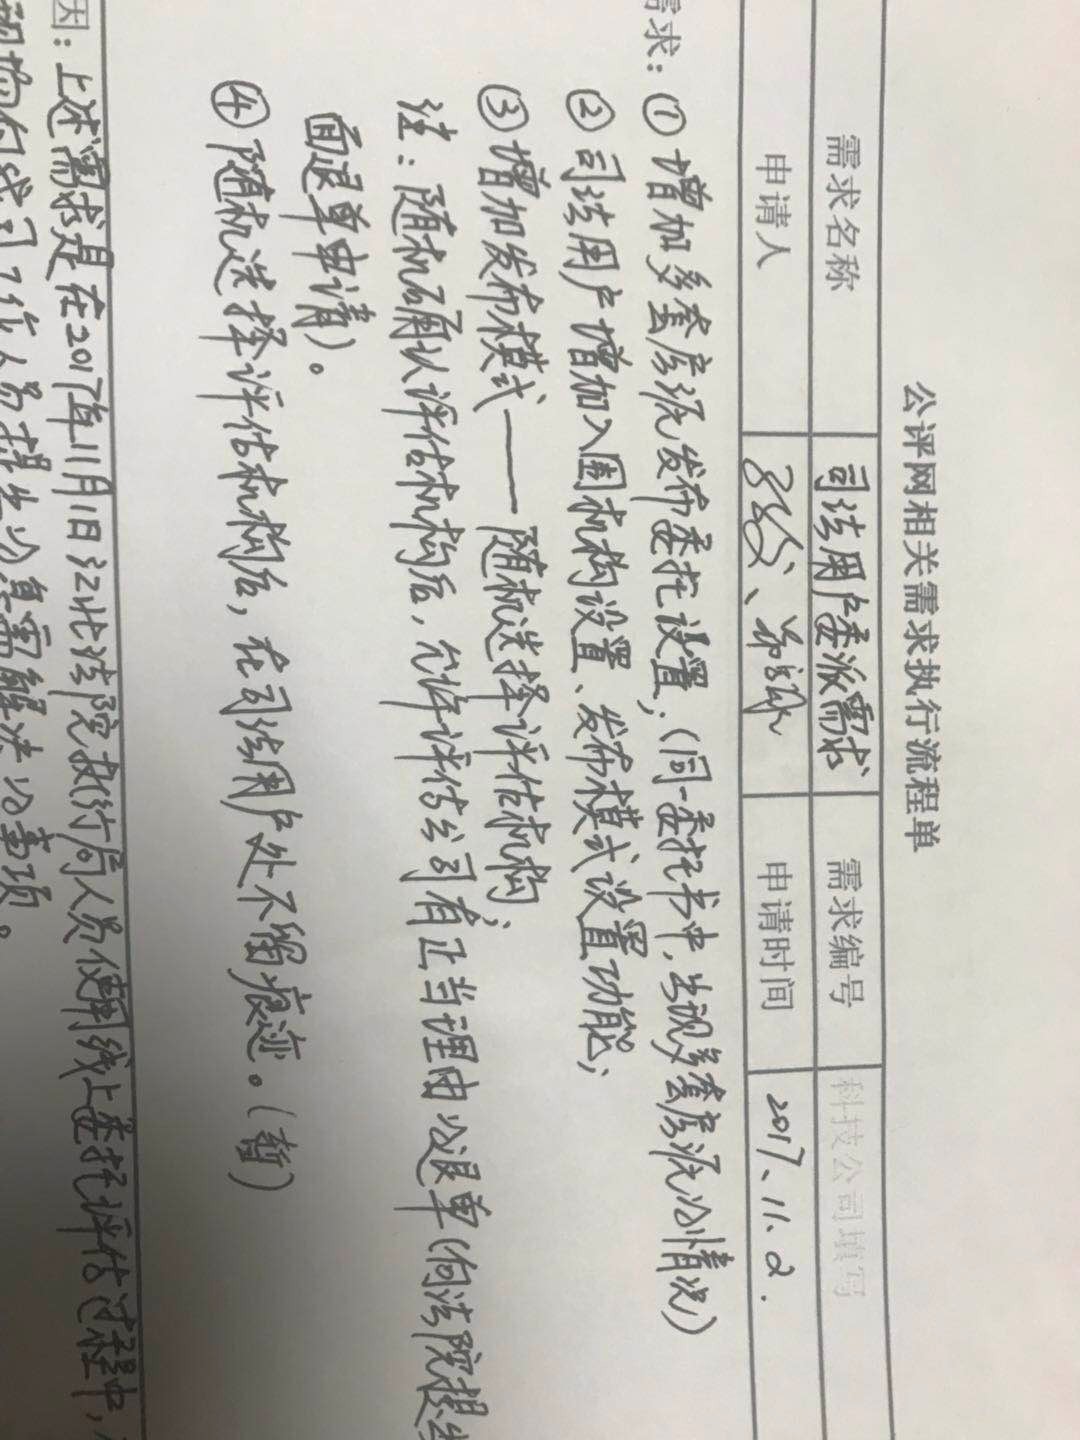 公评网相关需求执行流程单
需求名称 司法用户委派需求 需求编号 科技公司填写
申请人 申请时间 2017、11、2.
需求：①增加多套房源发布委托设置；(同一委托书中，出现多套房源的情况)
②司法用户增加入围机构设置、发布模式设置功能；
③增加发布模式——随机选择评估机构；
注：随机确认评估机构后，允许评估公司有正当理由的退单(向法院提出
面退单申请)。
④随机选择评估机构后，在司法用户处不留痕迹。(暂)
因：上述需求是在2017年11月1日江北法院执行局人员使用线上委托评估过程中，
现场向我司工作人员提出的急需解决的事项。